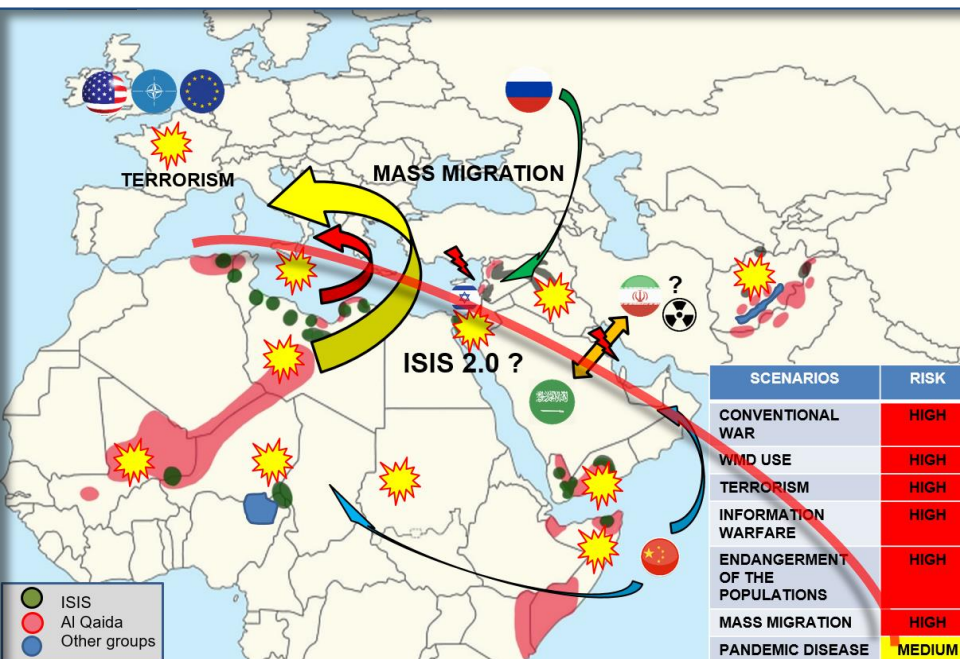 TERRORISM
MASS MIGRATION
?
ISIS 2.0 ?
SCENARIOS RISK
CONVENTIONAL HIGH
WAR
WMD USE HIGH
TERRORISM HIGH
INFORMATION HIGH
WARFARE
ENDANGERMENT HIGH
OF THE
POPULATIONS
MASS MIGRATION HIGH
PANDEMIC DISEASE MEDIUM
ISIS
Al Qaida
Other groups